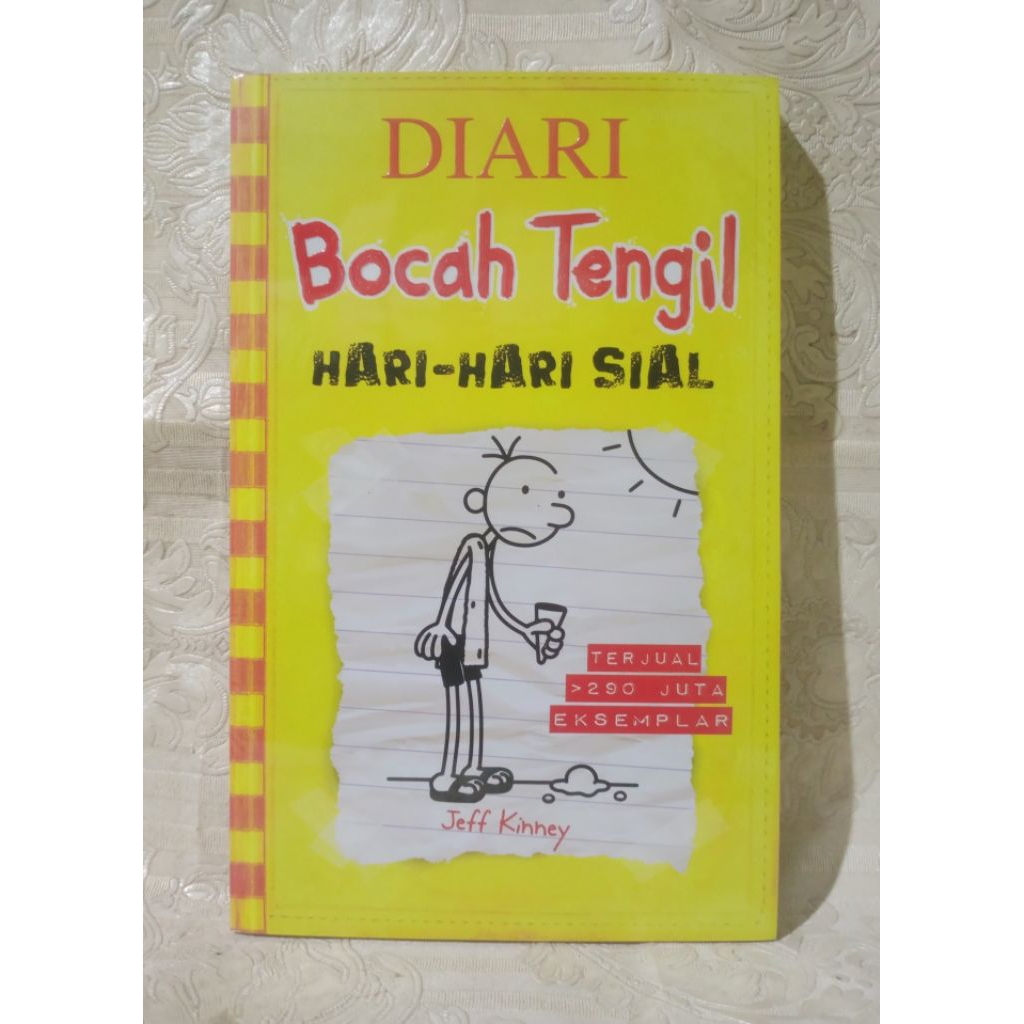 DIARI
Bocah Tengil
HARI-HARI SIAL
TERJUAL
>290 JUTA
EKSEMPLAR
Jeff Kinney